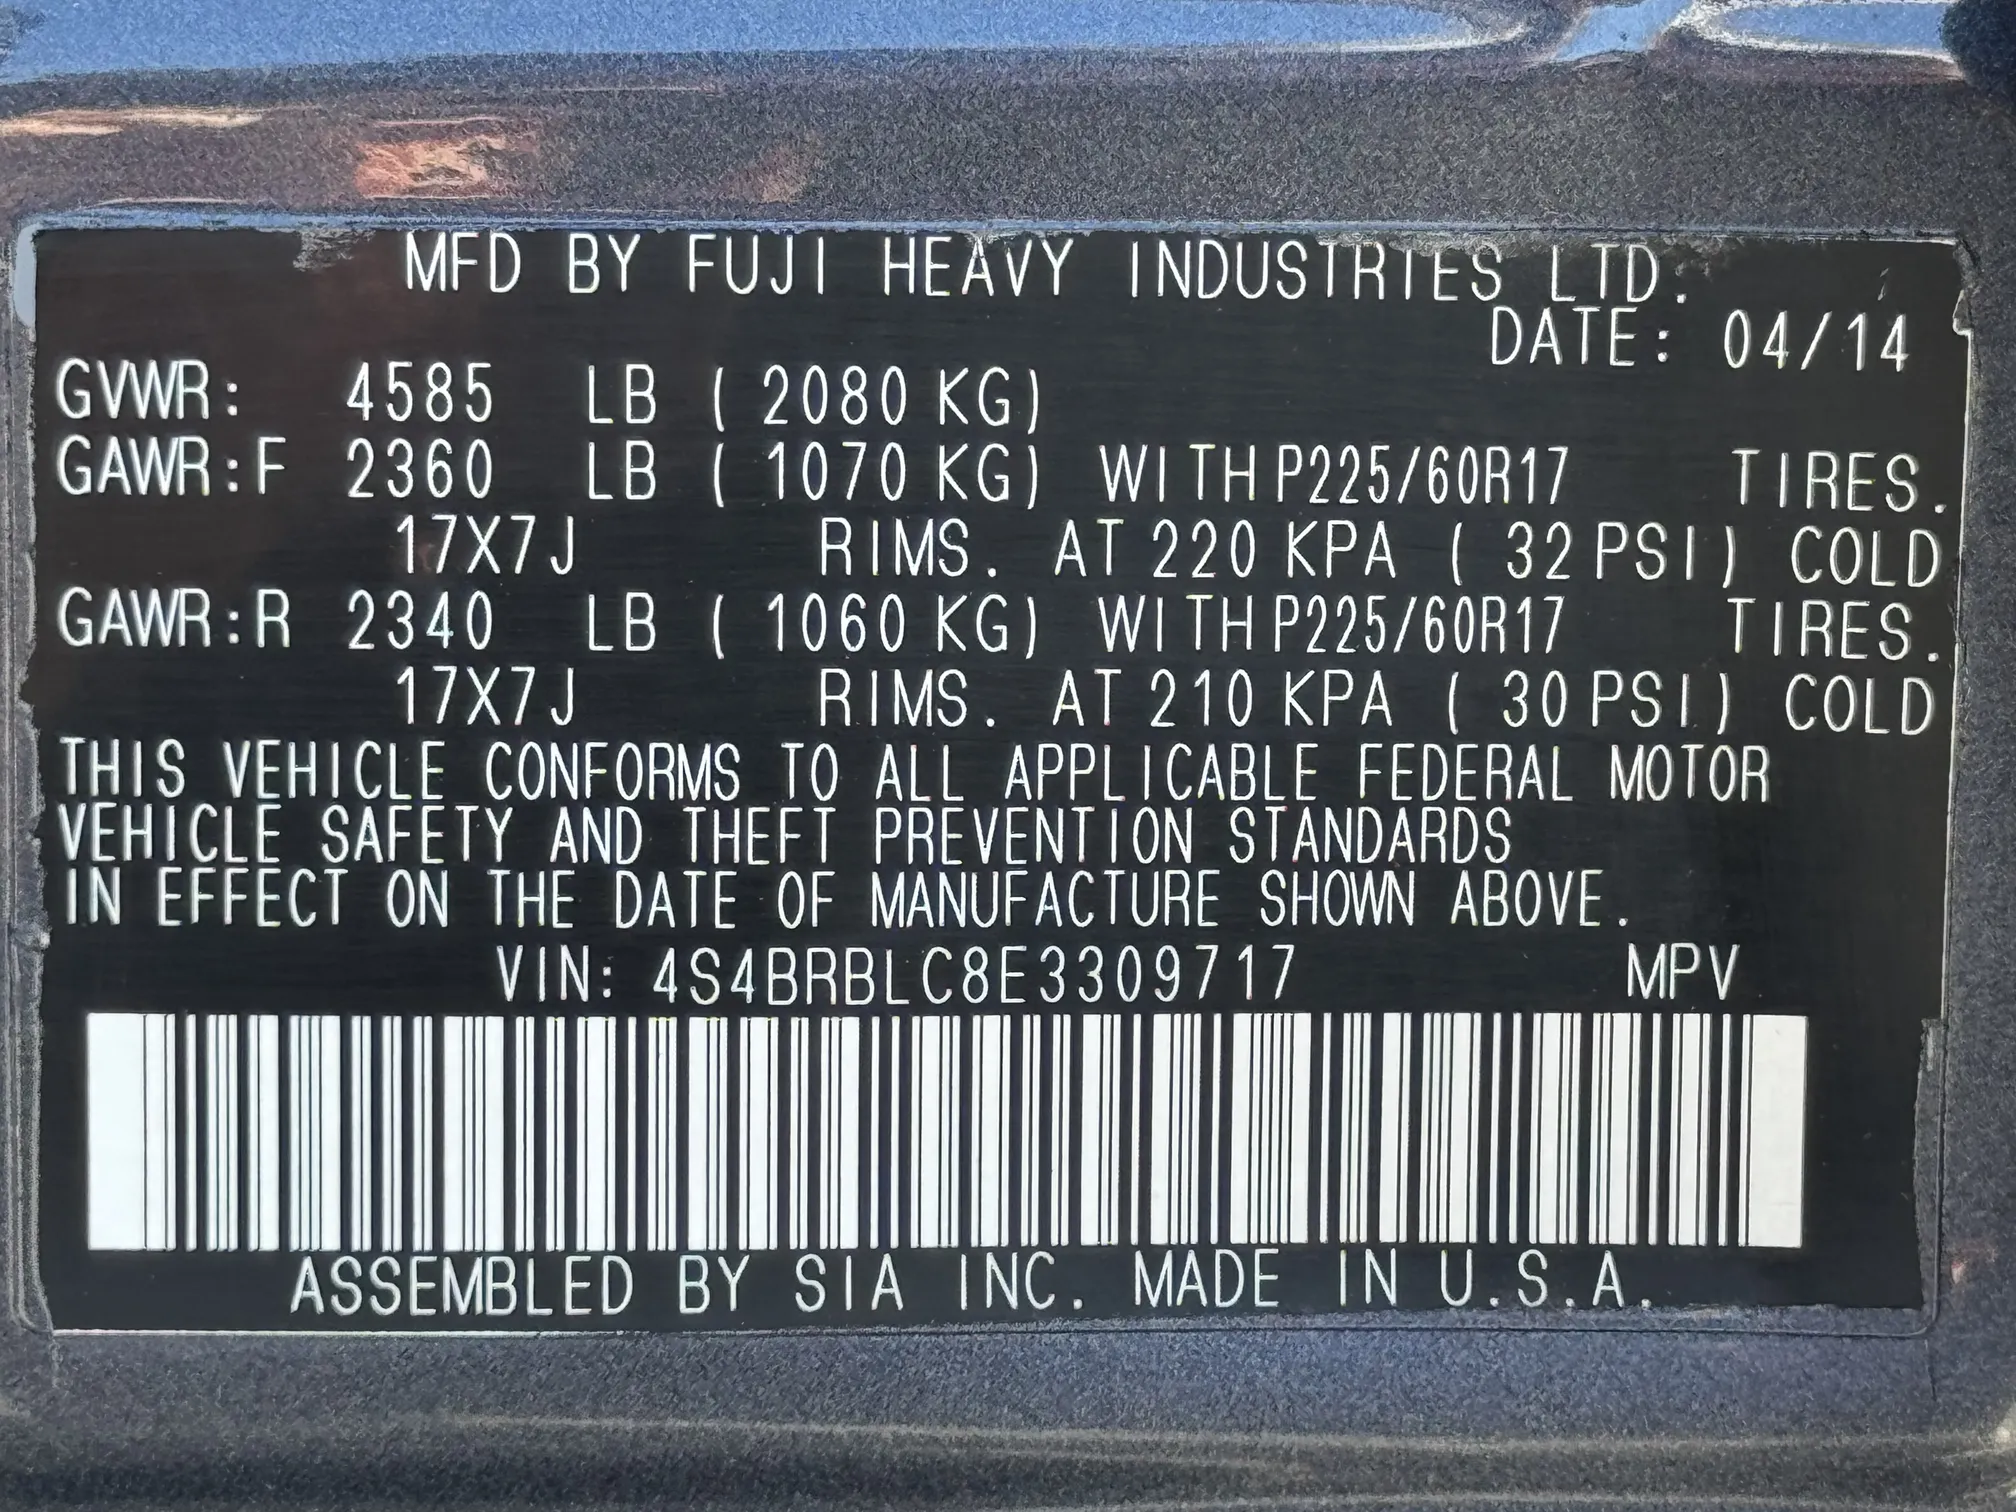 MFD BY FUJI HEAVY INDUSTRIES LTD.
DATE: 04/14
GVWR: 4585 LB ( 2080 KG)
GAWR:F 2360 LB ( 1070 KG) WITH P225/60R17 TIRES.
17X7J RIMS. AT 220 KPA ( 32 PSI) COLD
GAWR:R 2340 LB ( 1060 KG) WITH P225/60R17 TIRES.
17X7J RIMS. AT 210 KPA ( 30 PSI) COLD
THIS VEHICLE CONFORMS TO ALL APPLICABLE FEDERAL MOTOR
VEHICLE SAFETY AND THEFT PREVENTION STANDARDS
IN EFFECT ON THE DATE OF MANUFACTURE SHOWN ABOVE.
VIN: 4S4BRBLC8E3309717 MPV
ASSEMBLED BY SIA INC. MADE IN U.S.A.